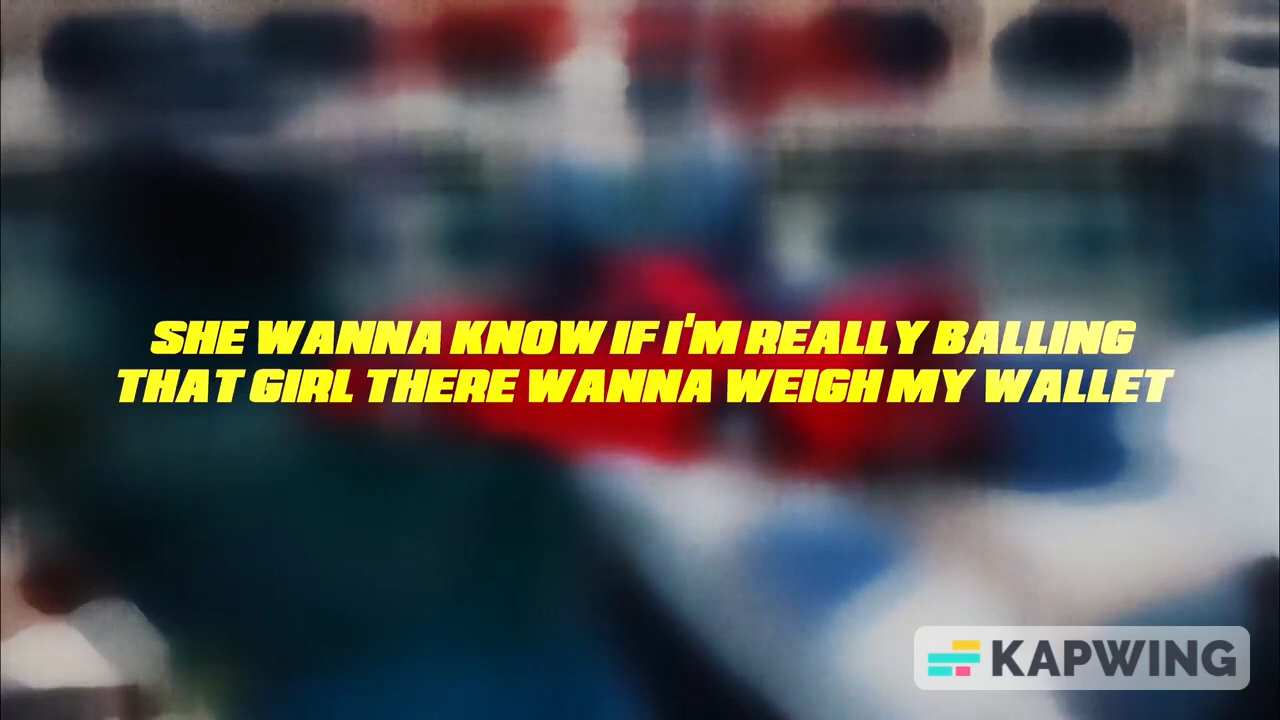 SHE WANNA KNOW IF I'M REALLY BALLING
THAT GIRL THERE WANNA WEIGH MY WALLET
KAPWING